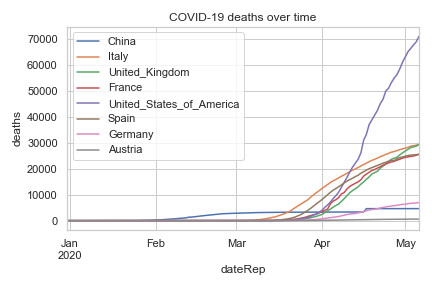 COVID-19 deaths over time
China
Italy
United_Kingdom
France
United_States_of_America
Spain
Germany
Austria
deaths
70000
60000
50000
40000
30000
20000
10000
0
Jan
2020
Feb
Mar
Apr
May
dateRep